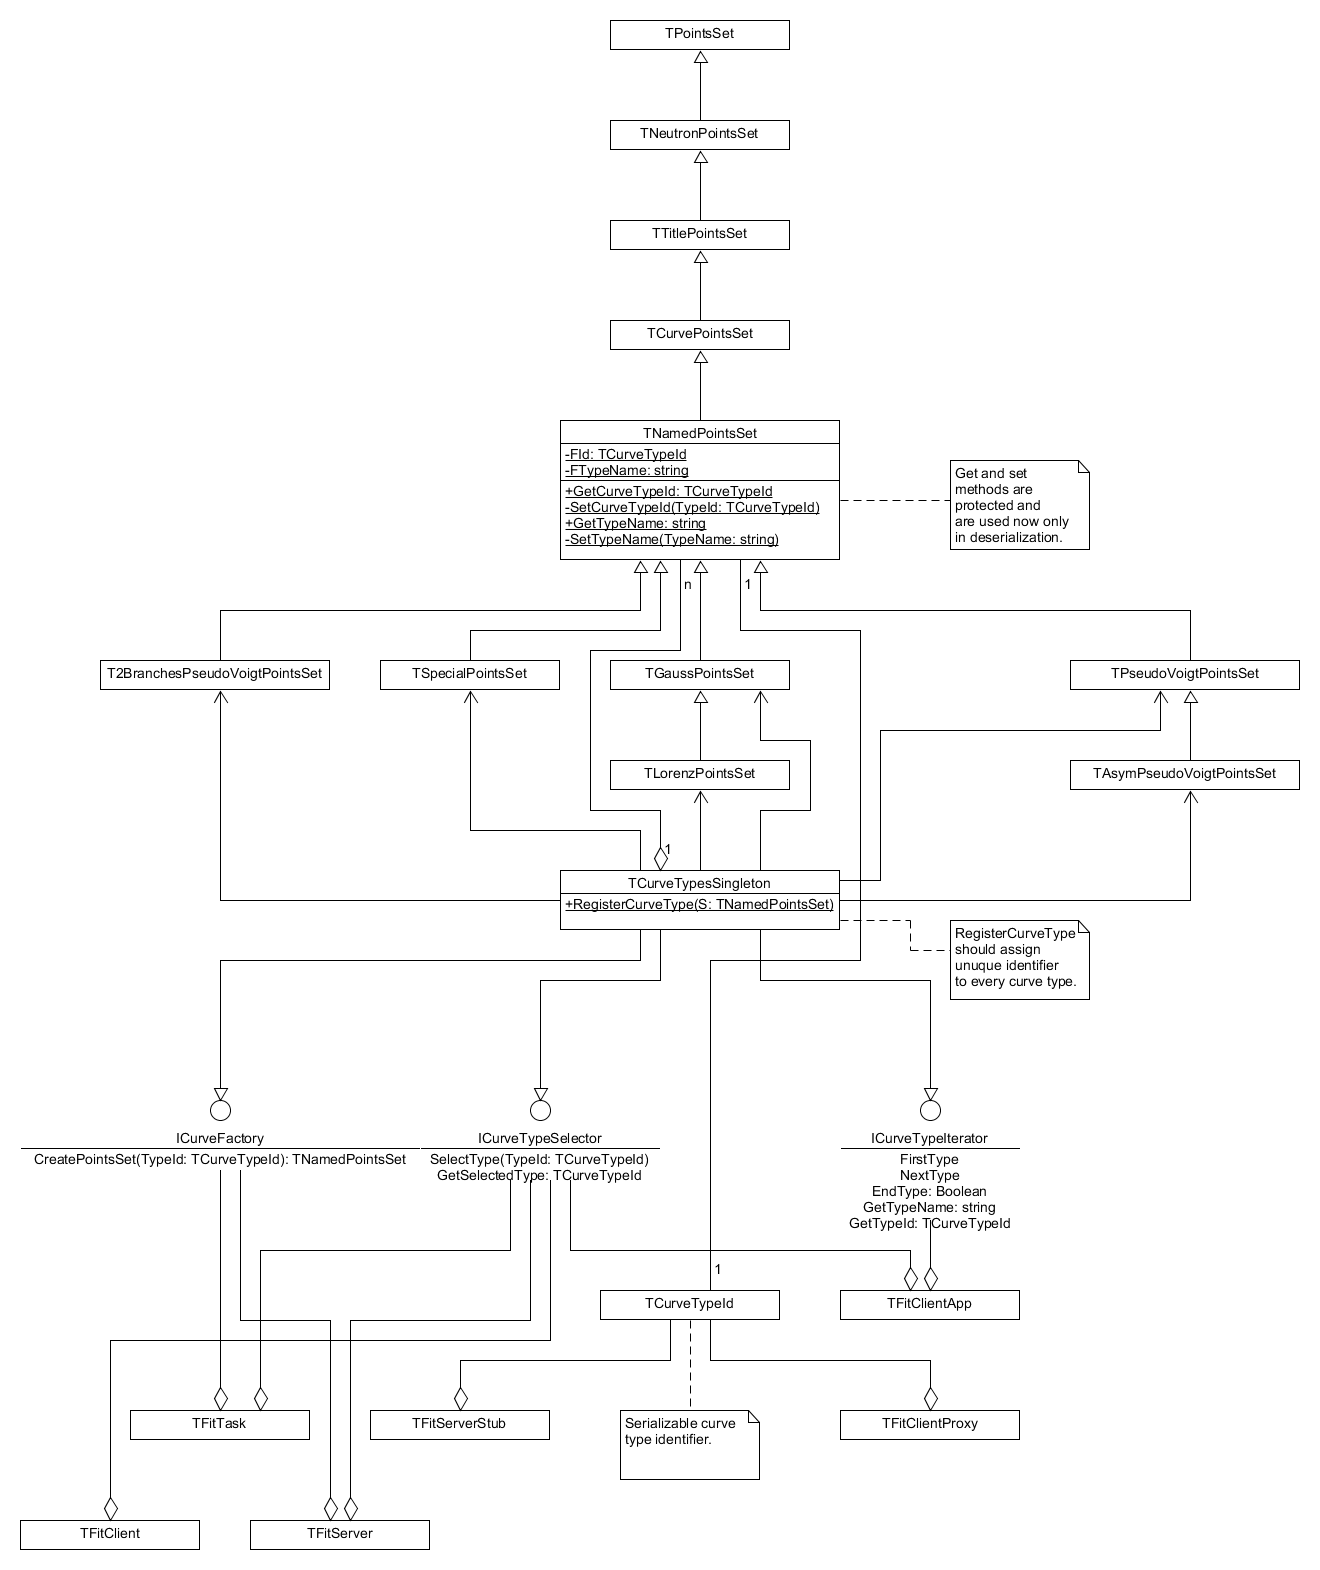 TPointsSet
TNeutronPointsSet
TTitlePointsSet
TCurvePointsSet
TNamedPointsSet
-FId: TCurveTypeId
-FTypeName: string
+GetCurveTypeId: TCurveTypeId
-SetCurveTypeId(TypeId: TCurveTypeId)
+GetTypeName: string
-SetTypeName(TypeName: string)
Get and set
methods are
protected and
are used now only
in deserialization.
n
1
T2BranchesPseudoVoigtPointsSet
TSpecialPointsSet
TGaussPointsSet
TPseudoVoigtPointsSet
TLorenzPointsSet
TAsymPseudoVoigtPointsSet
1
TCurveTypesSingleton
+RegisterCurveType(S: TNamedPointsSet)
RegisterCurveType
should assign
unuque identifier
to every curve type.
ICurveFactory
CreatePointsSet(TypeId: TCurveTypeId): TNamedPointsSet
ICurveTypeSelector
SelectType(TypeId: TCurveTypeId)
GetSelectedType: TCurveTypeId
ICurveTypeIterator
FirstType
NextType
EndType: Boolean
GetTypeName: string
GetTypeId: TCurveTypeId
1
TCurveTypeId
TFitClientApp
TFitTask
TFitServerStub
Serializable curve
type identifier.
TFitClientProxy
TFitClient
TFitServer